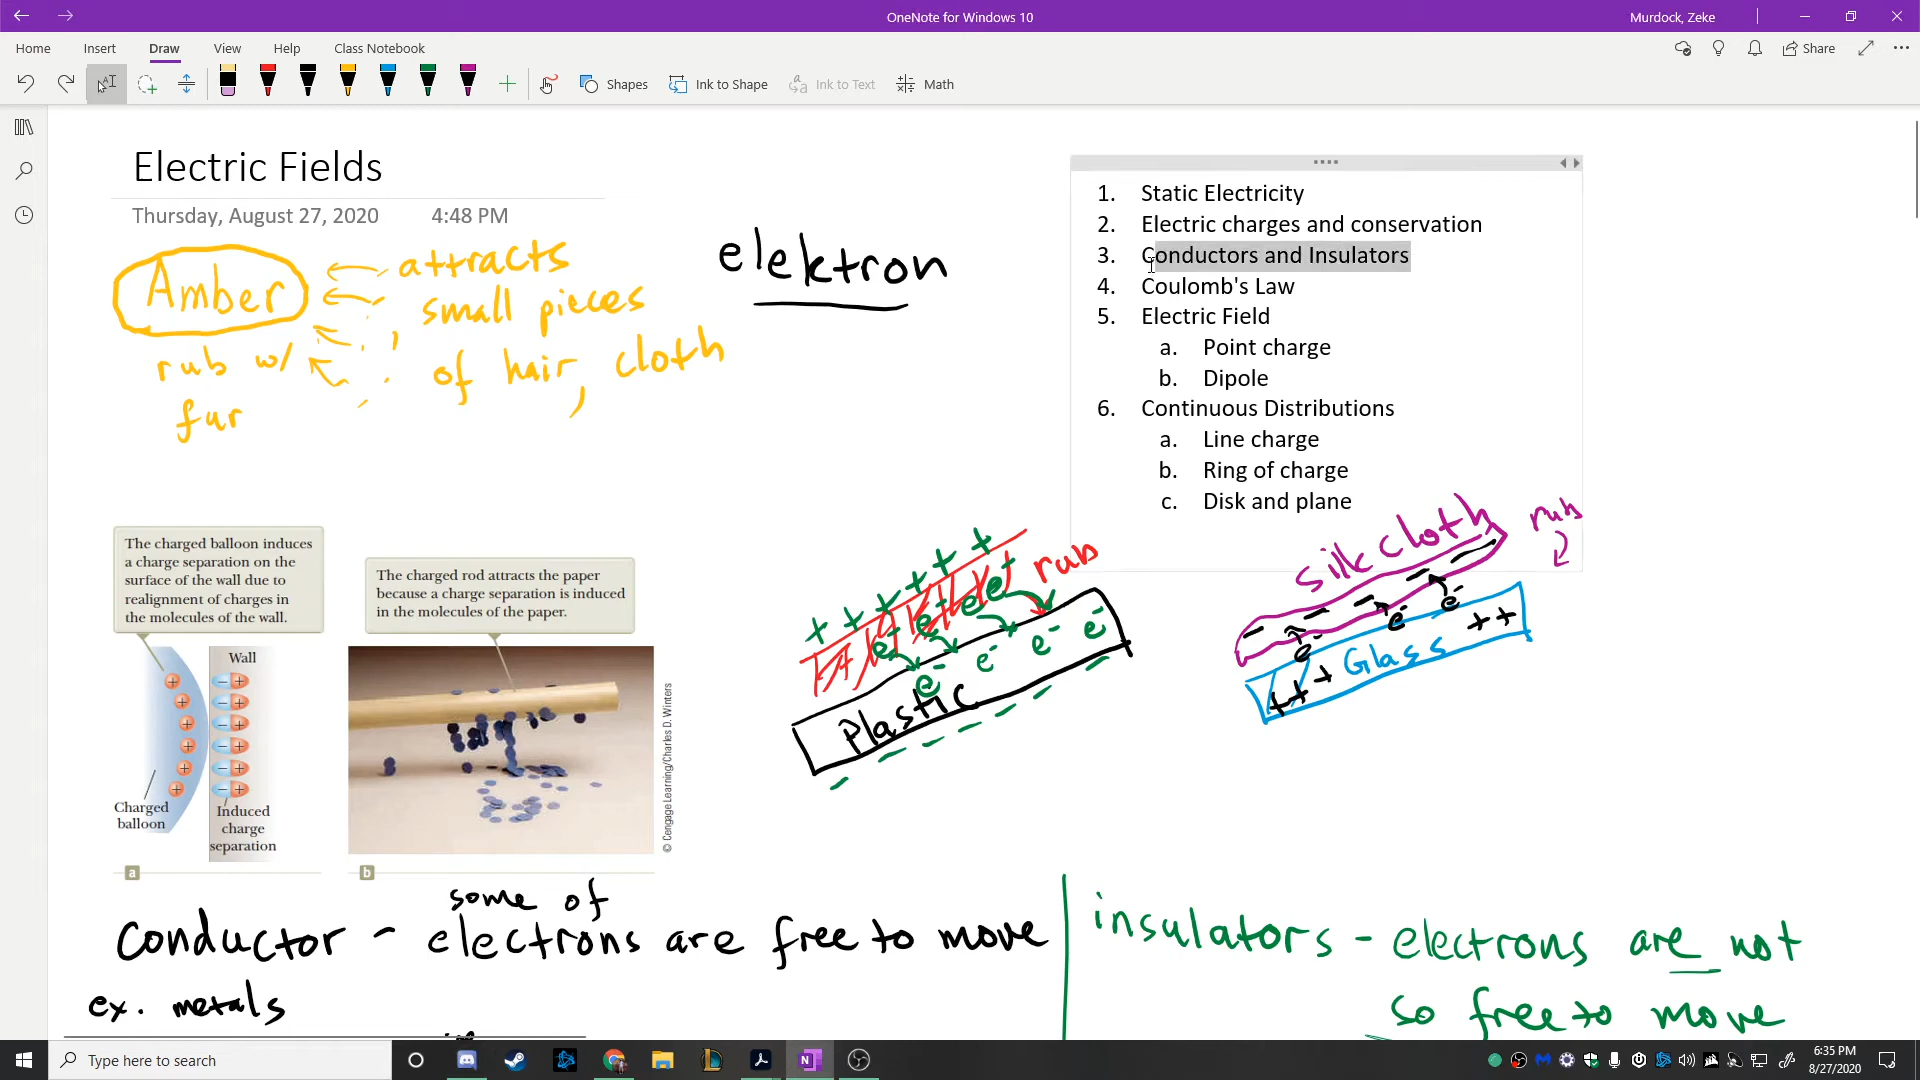 OneNote for Windows 10
Murdock, Zeke
Home Insert Draw View Help Class Notebook
Share
Shapes Ink to Shape Ink to Text Math
Electric Fields
Thursday, August 27, 2020 4:48 PM
Amber
rub w/
fur
attracts
small pieces
of hair, cloth
elektron
1. Static Electricity
2. Electric charges and conservation
3. Conductors and Insulators
4. Coulomb's Law
5. Electric Field
a. Point charge
b. Dipole
6. Continuous Distributions
a. Line charge
b. Ring of charge
c. Disk and plane
The charged balloon induces
a charge separation on the
surface of the wall due to
realignment of charges in
the molecules of the wall.
The charged rod attracts the paper
because a charge separation is induced
in the molecules of the paper.
Wall
Charged
balloon
Induced
charge
separation
© Cengage Learning/Charles D. Winters
a
b
+ + + + + +
rub
e⁻ e⁻ e⁻ e⁻
e⁻ e⁻ e⁻ e⁻
Plastic
silk cloth
rub
e⁻ e⁻ e⁻
Glass
+ + + + +
some of
conductor - electrons are free to move
ex. metals
insulators - electrons are not
so free to move
Type here to search
6:35 PM
8/27/2020